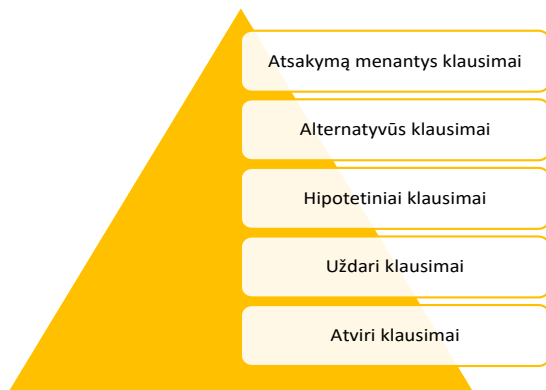 Atsakymą menantys klausimai
Alternatyvūs klausimai
Hipotetiniai klausimai
Uždari klausimai
Atviri klausimai